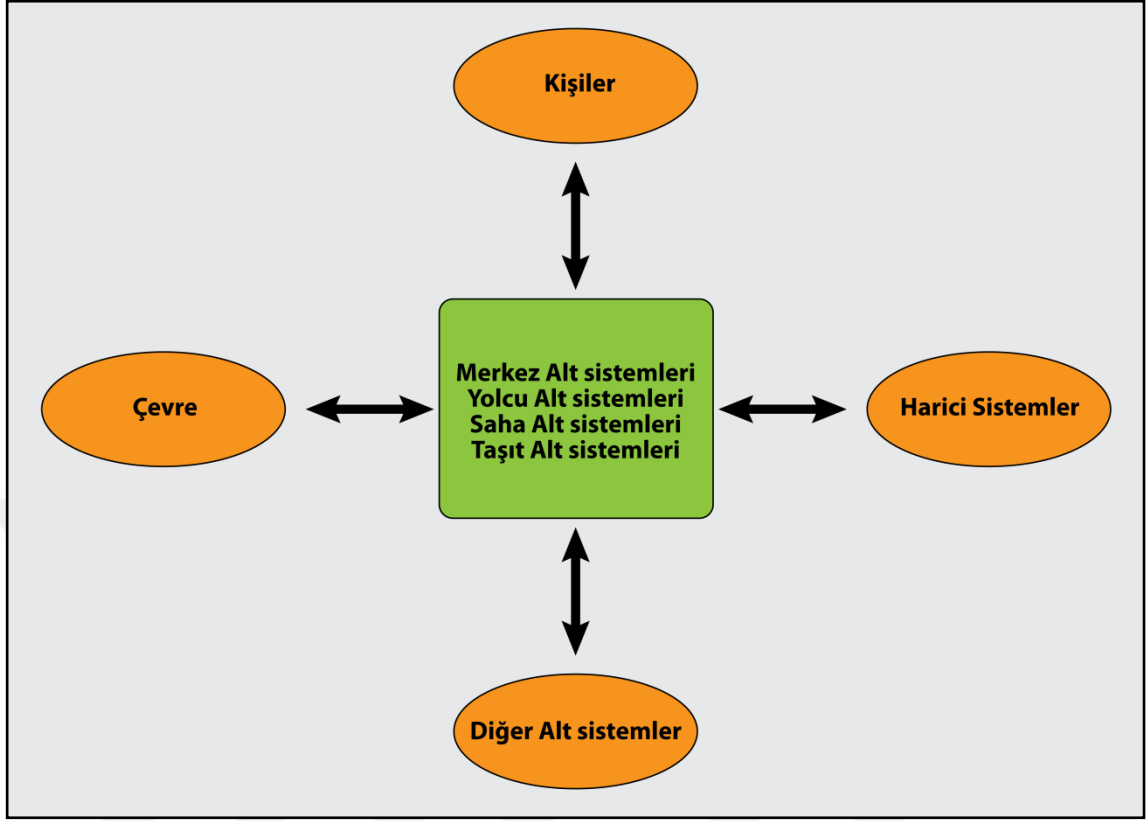 Kişiler
Çevre
Merkez Alt sistemleri
Yolcu Alt sistemleri
Saha Alt sistemleri
Taşıt Alt sistemleri
Harici Sistemler
Diğer Alt sistemler